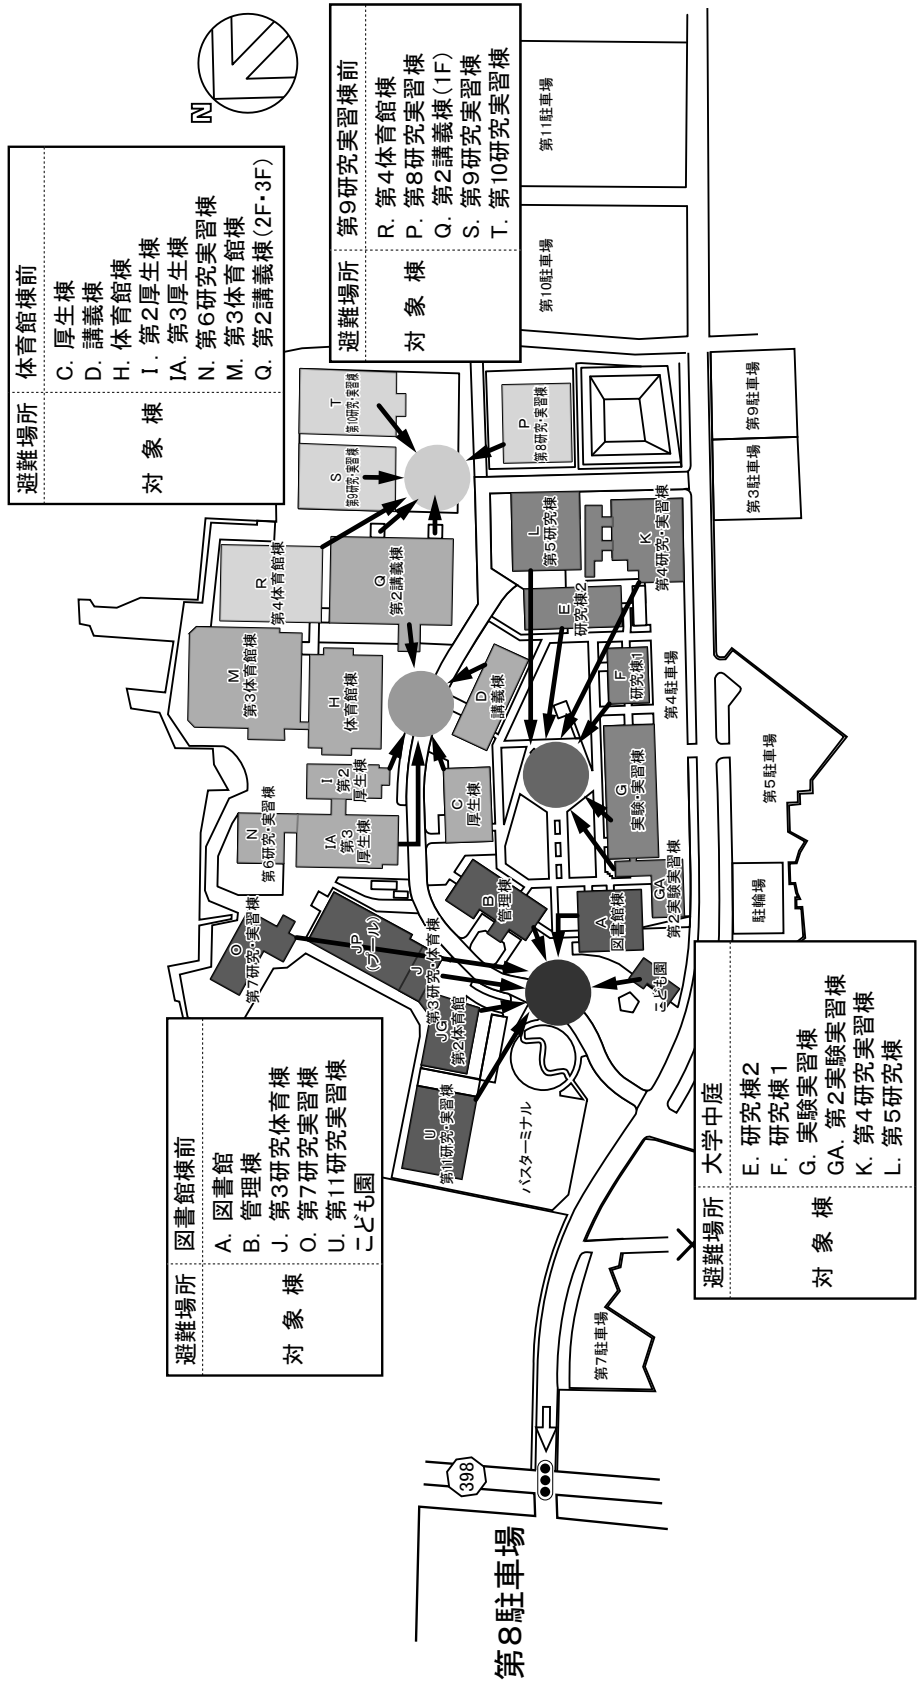 避難場所 図書館棟前
対象棟
A. 図書館
B. 管理棟
J. 第3研究体育棟
O. 第7研究実習棟
U. 第11研究実習棟
こども園
避難場所 体育館棟前
対象棟
C. 厚生棟
D. 講義棟
H. 体育館棟
I. 第2厚生棟
IA. 第3厚生棟
N. 第6研究実習棟
M. 第3体育館棟
Q. 第2講義棟(2F・3F)
避難場所 第9研究実習棟前
対象棟
R. 第4体育館棟
P. 第8研究実習棟
Q. 第2講義棟(1F)
S. 第9研究実習棟
T. 第10研究実習棟
避難場所 大学中庭
対象棟
E. 研究棟2
F. 研究棟1
G. 実験実習棟
GA. 第2実験実習棟
K. 第4研究実習棟
L. 第5研究棟
N
M
第3体育館棟
R
第4体育館棟
N
第6研究・実習棟
O
第7研究・実習棟
I
第2
厚生棟
IA
第3
厚生棟
H
体育館棟
Q
第2講義棟
S
第9研究・実習棟
T
第10研究・実習棟
JP
(プール)
J
第3研究・体育棟
JG
第2体育館
U
第11研究・実習棟
B
管理棟
C
厚生棟
D
講義棟
L
第5研究棟
P
第8研究・実習棟
E
研究棟2
K
第4研究・実習棟
F
研究棟1
G
実験・実習棟
GA
第2実験実習棟
A
図書館棟
こども園
バスターミナル
398
第8駐車場
第7駐車場
駐輪場
第5駐車場
第4駐車場
第3駐車場
第9駐車場
第10駐車場
第11駐車場